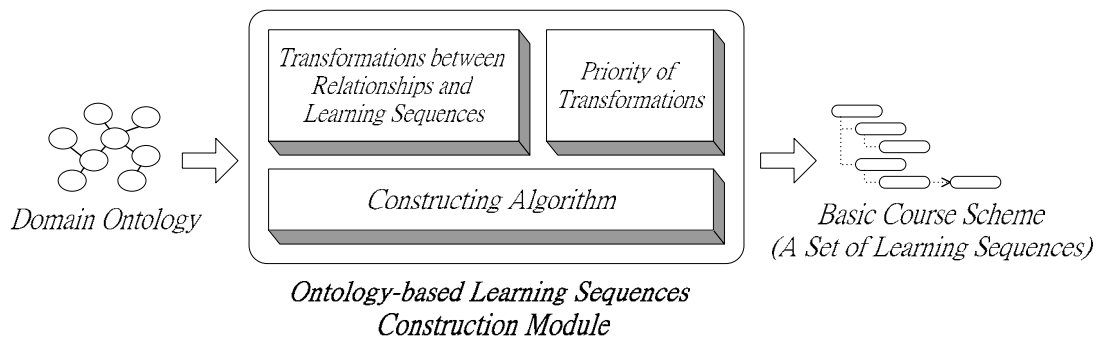 Transformations between
Relationships and
Learning Sequences
Priority of
Transformations
Constructing Algorithm
Domain Ontology
Basic Course Scheme
(A Set of Learning Sequences)
Ontology-based Learning Sequences
Construction Module